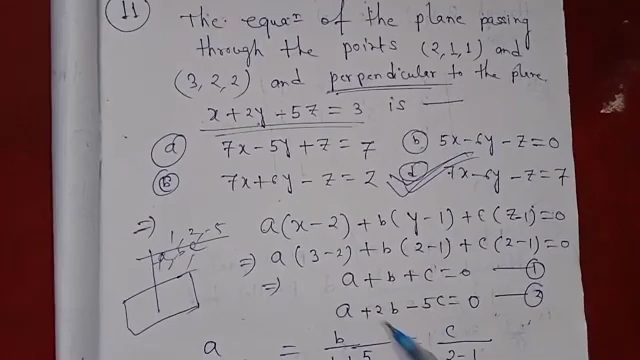 11 The equaⁿ of the plane passing
through the points (2,1,1) and
(3,2,2) and perpendicular to the plane
x+2y-5z=3 is —
a 7x-5y+z=7 b 5x-6y-z=0
B 7x+6y-z=2 d 7x-6y-z=7
⇒ a(x-2)+b(y-1)+c(z-1)=0
1, 2, -5
⇒ a(3-2)+b(2-1)+c(2-1)=0
⇒ a+b+c=0 — 1
a+2b-5c=0 — 2
a = b c
2-1